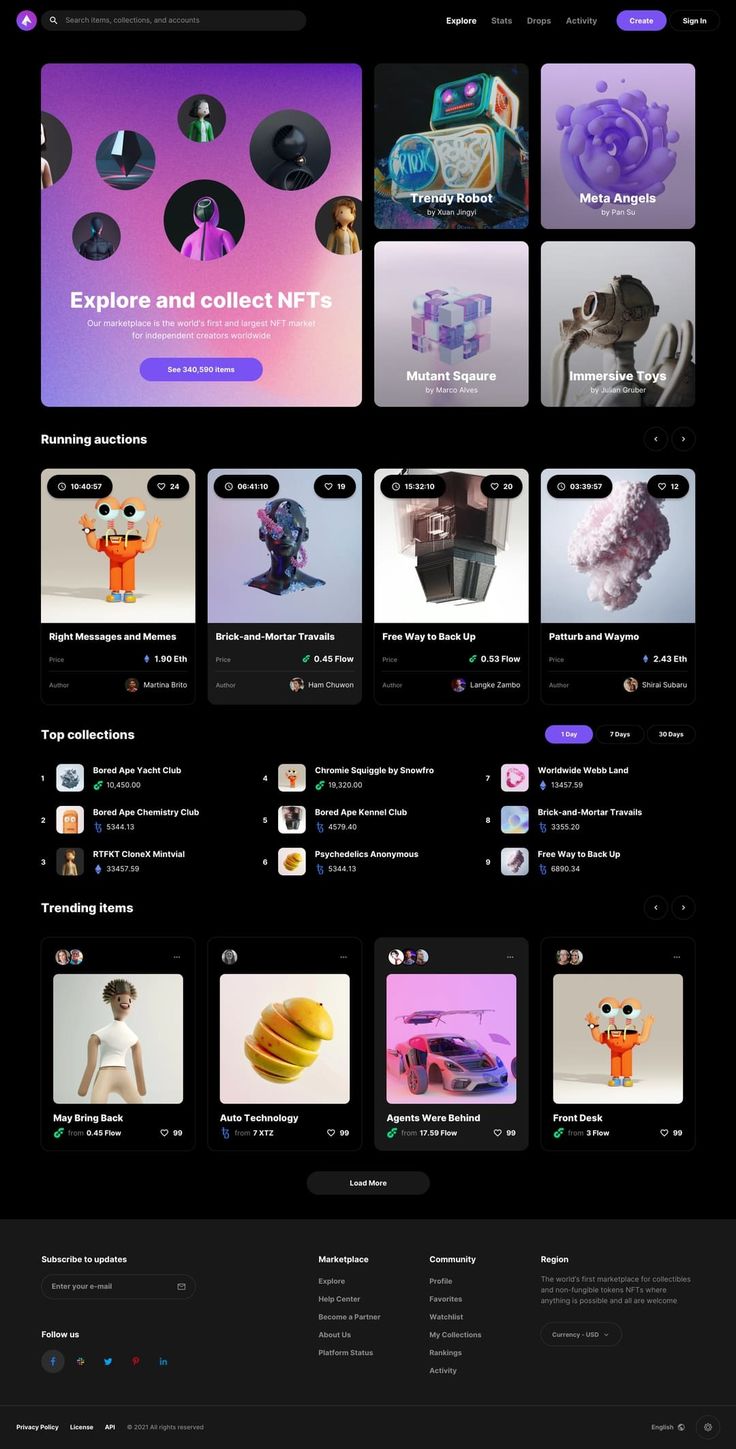 Search items, collections, and accounts
Explore
Stats
Drops
Activity
Create
Sign In
Explore and collect NFTs
Our marketplace is the world's first and largest NFT market
for independent creators worldwide
See 340,590 items
Trendy Robot
by Xuan Jingyi
Meta Angels
by Pan Su
Mutant Sqaure
by Marco Alves
Immersive Toys
by Julian Gruber
Running auctions
10:40:57
24
Right Messages and Memes
Price
1.90 Eth
Author
Martina Brito
06:41:10
19
Brick-and-Mortar Travails
Price
0.45 Flow
Author
Ham Chuwon
15:32:10
20
Free Way to Back Up
Price
0.53 Flow
Author
Langke Zambo
03:39:57
12
Patturb and Waymo
Price
2.43 Eth
Author
Shirai Subaru
Top collections
1 Day
7 Days
30 Days
1
Bored Ape Yacht Club
10,450.00
2
Bored Ape Chemistry Club
5344.13
3
RTFKT CloneX Mintvial
33457.59
4
Chromie Squiggle by Snowfro
19,320.00
5
Bored Ape Kennel Club
4579.40
6
Psychedelics Anonymous
5344.13
7
Worldwide Webb Land
13457.59
8
Brick-and-Mortar Travails
3355.20
9
Free Way to Back Up
6890.34
Trending items
May Bring Back
from 0.45 Flow
99
Auto Technology
from 7 XTZ
99
Agents Were Behind
from 17.59 Flow
99
Front Desk
from 3 Flow
99
Load More
Subscribe to updates
Enter your e-mail
Follow us
Marketplace
Explore
Help Center
Become a Partner
About Us
Platform Status
Community
Profile
Favorites
Watchlist
My Collections
Rankings
Activity
Region
The world's first marketplace for collectibles
and non-fungible tokens NFTs where
anything is possible and all are welcome
Currency - USD
Privacy Policy
License
API
© 2021 All rights reserved
English